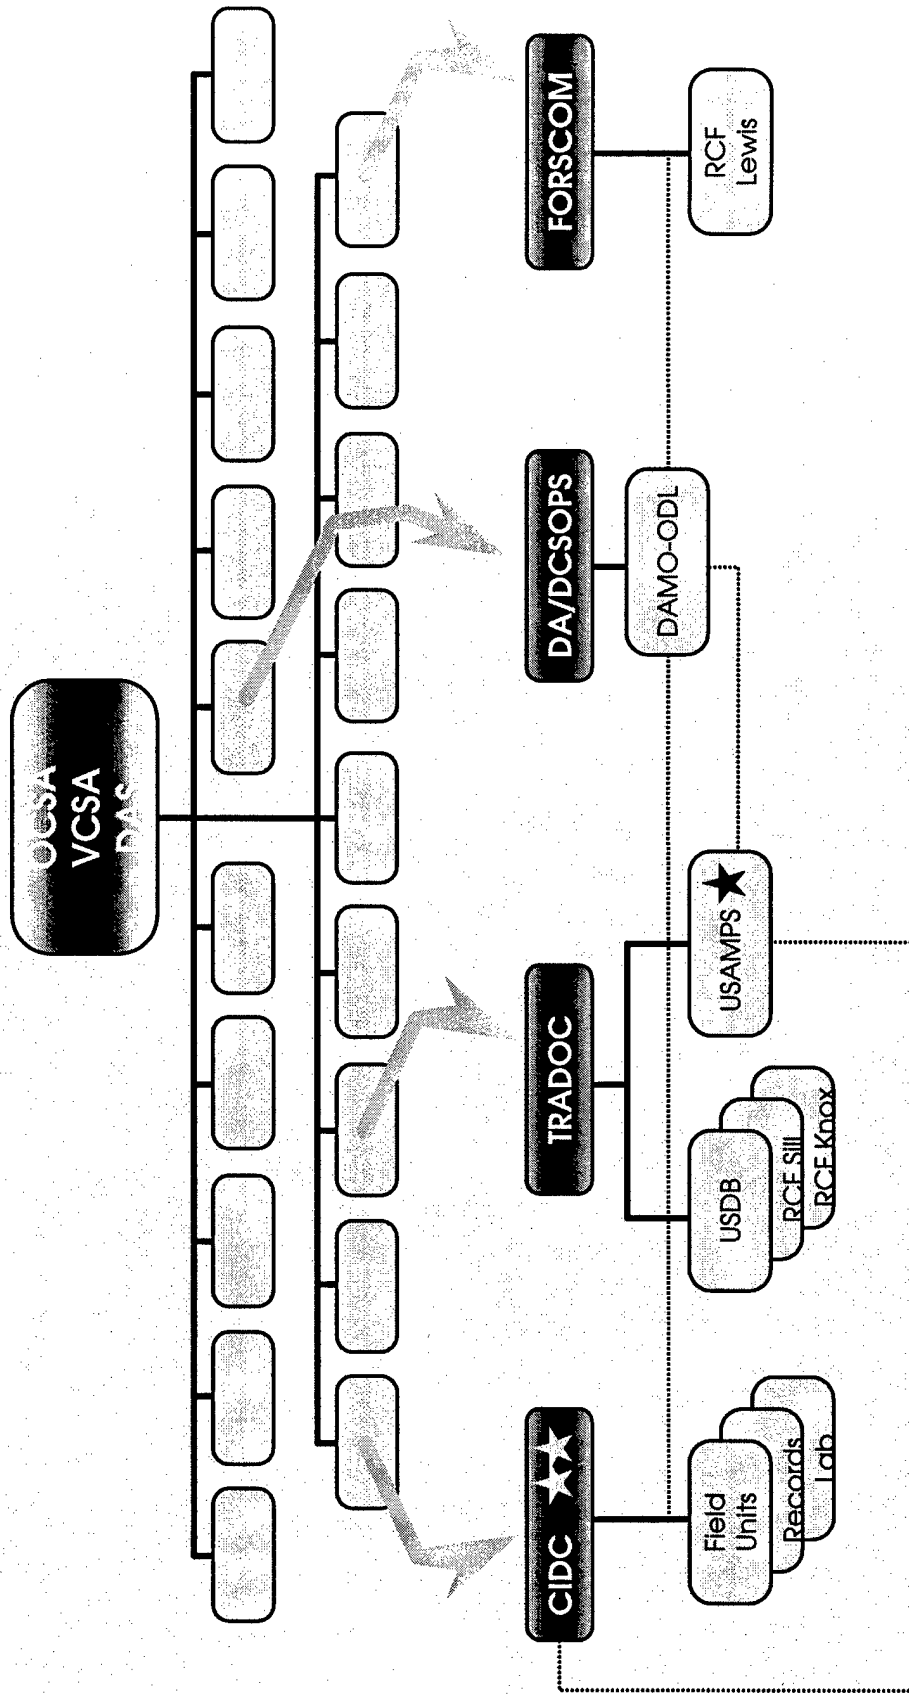 OCSA
VCSA
DAS
CIDC
TRADOC
DA/DCSOPS
FORSCOM
Field
Units
Records
Lab
USDB
RCF Sill
RCF Knox
USAMPS
DAMO-ODL
RCF
Lewis